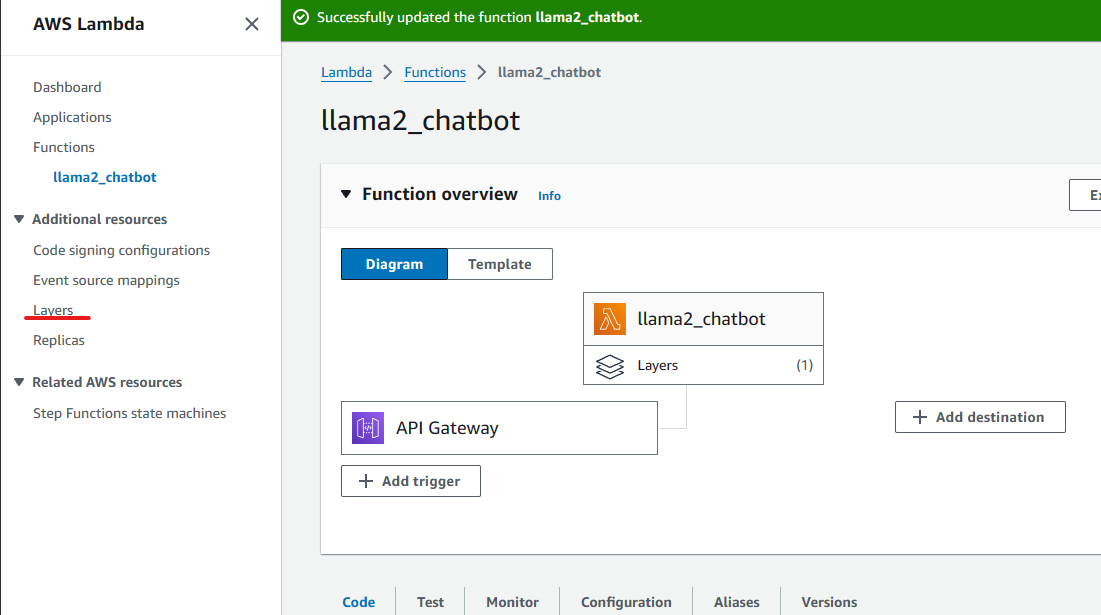 AWS Lambda
Successfully updated the function llama2_chatbot.
Dashboard
Applications
Functions
llama2_chatbot
Additional resources
Code signing configurations
Event source mappings
Layers
Replicas
Related AWS resources
Step Functions state machines
Lambda > Functions > llama2_chatbot
llama2_chatbot
Function overview Info
Ex
Diagram Template
llama2_chatbot
Layers (1)
API Gateway
+ Add destination
+ Add trigger
Code Test Monitor Configuration Aliases Versions